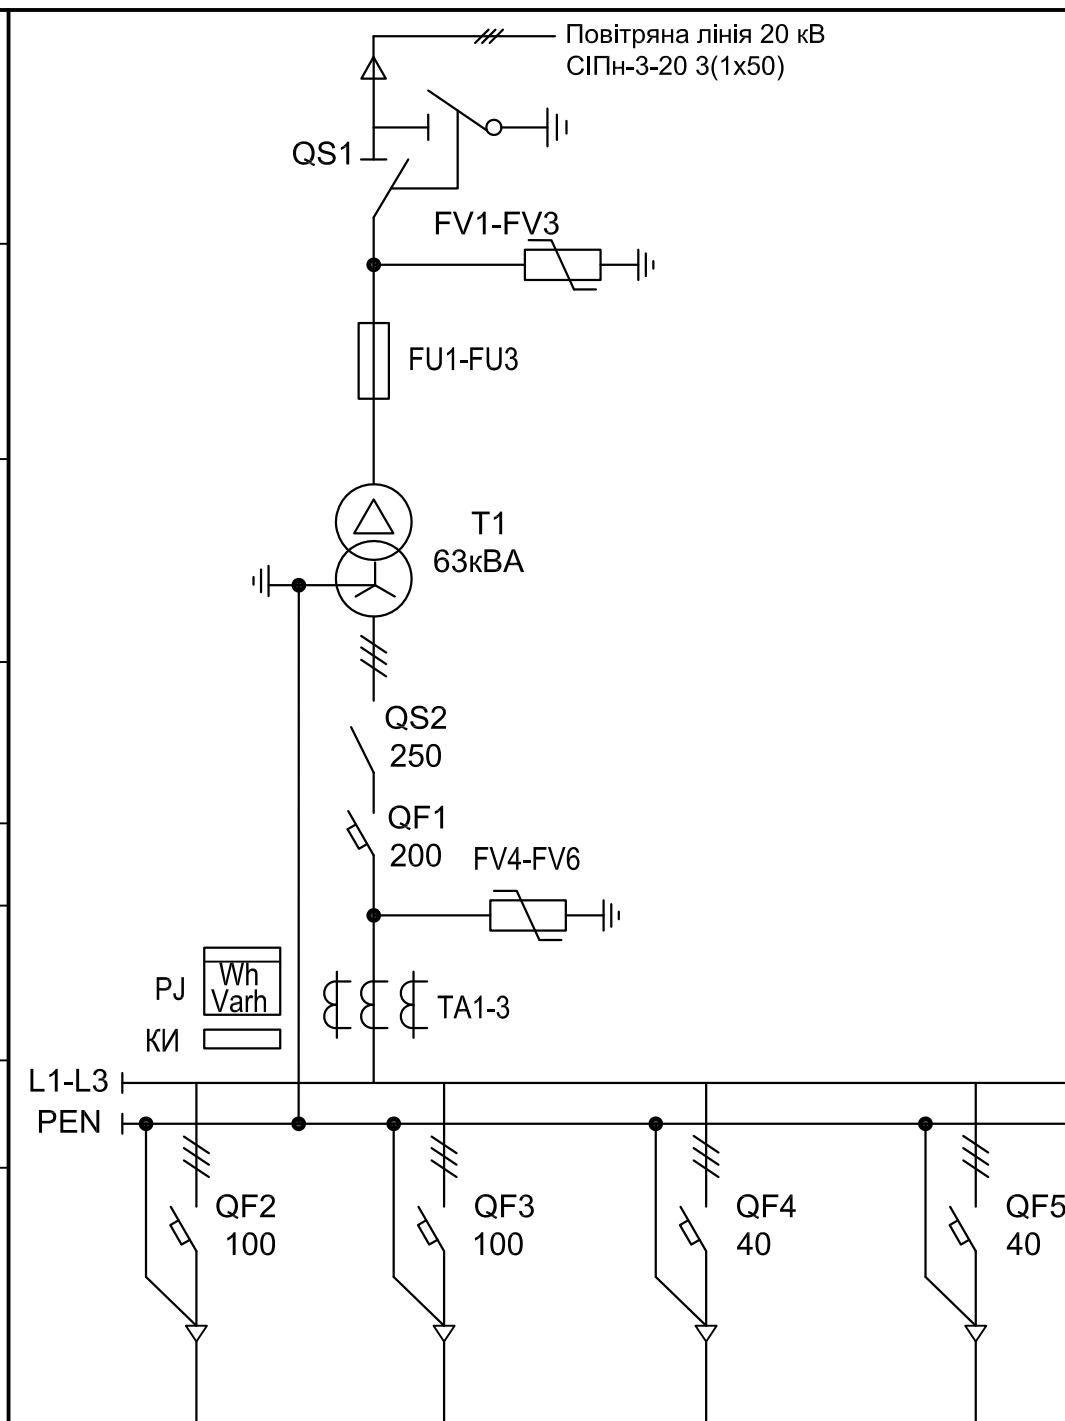 Повітряна лінія 20 кВ
СІПн-3-20 3(1х50)
QS1
FV1-FV3
FU1-FU3
T1
63кВА
QS2
250
QF1
200
FV4-FV6
PJ
Wh
Varh
TA1-3
КИ
L1-L3
PEN
QF2
100
QF3
100
QF4
40
QF5
40